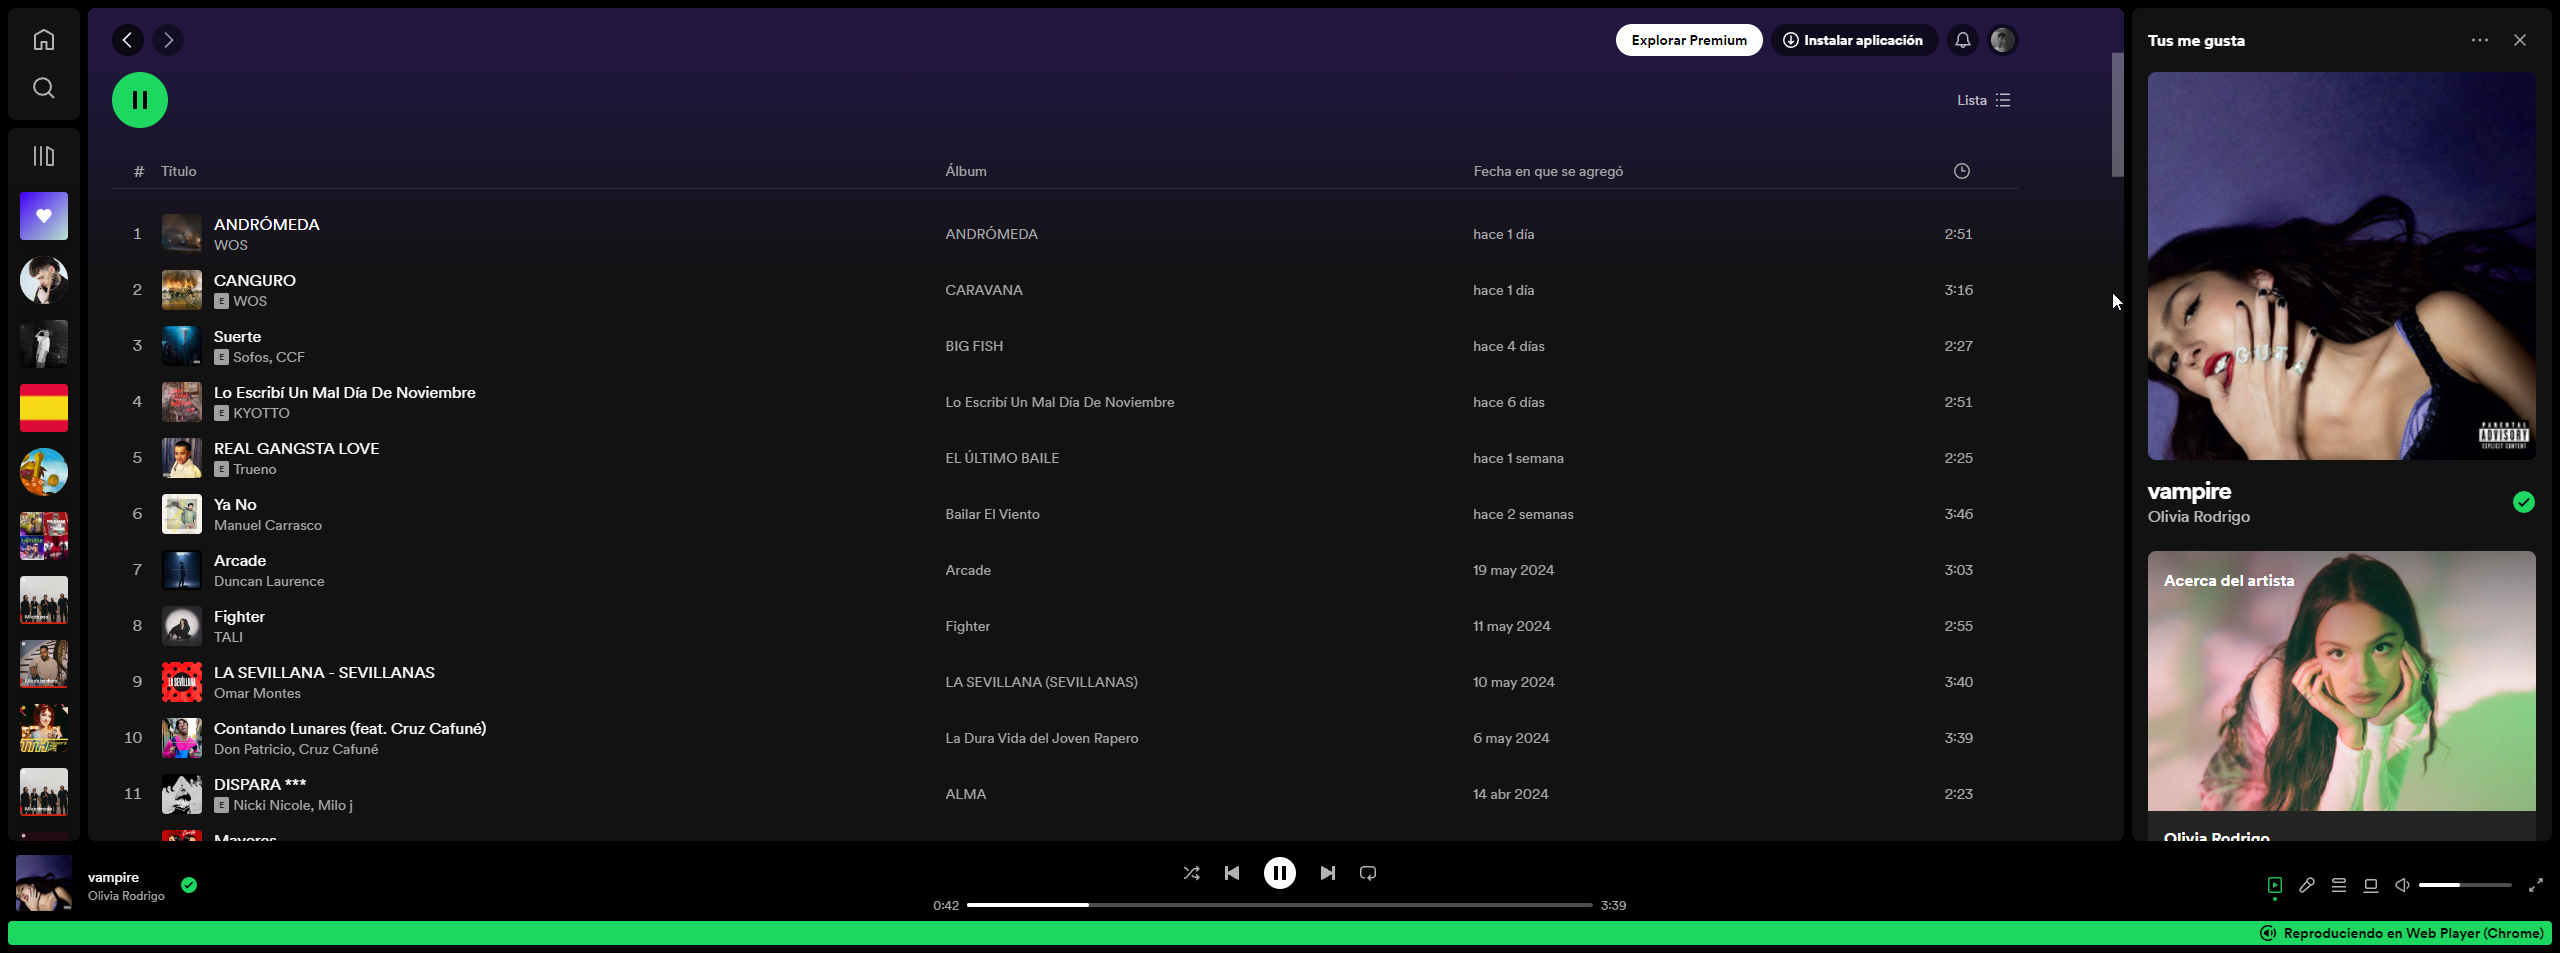 Explorar Premium
Instalar aplicación
Lista
# Título Álbum Fecha en que se agregó
1 ANDRÓMEDA ANDRÓMEDA hace 1 día 2:51
WOS
2 CANGURO CARAVANA hace 1 día 3:16
E WOS
3 Suerte BIG FISH hace 4 días 2:27
E Sofos, CCF
4 Lo Escribí Un Mal Día De Noviembre Lo Escribí Un Mal Día De Noviembre hace 6 días 2:51
E KYOTTO
5 REAL GANGSTA LOVE EL ÚLTIMO BAILE hace 1 semana 2:25
E Trueno
6 Ya No Bailar El Viento hace 2 semanas 3:46
Manuel Carrasco
7 Arcade Arcade 19 may 2024 3:03
Duncan Laurence
8 Fighter Fighter 11 may 2024 2:55
TALI
9 LA SEVILLANA - SEVILLANAS LA SEVILLANA (SEVILLANAS) 10 may 2024 3:40
Omar Montes
10 Contando Lunares (feat. Cruz Cafuné) La Dura Vida del Joven Rapero 6 may 2024 3:39
Don Patricio, Cruz Cafuné
11 DISPARA *** ALMA 14 abr 2024 2:23
E Nicki Nicole, Milo j
Mayores
Tus me gusta
GUTS
PARENTAL
ADVISORY
EXPLICIT CONTENT
vampire
Olivia Rodrigo
Acerca del artista
Olivia Rodrigo
vampire
Olivia Rodrigo
0:42 3:39
Reproduciendo en Web Player (Chrome)